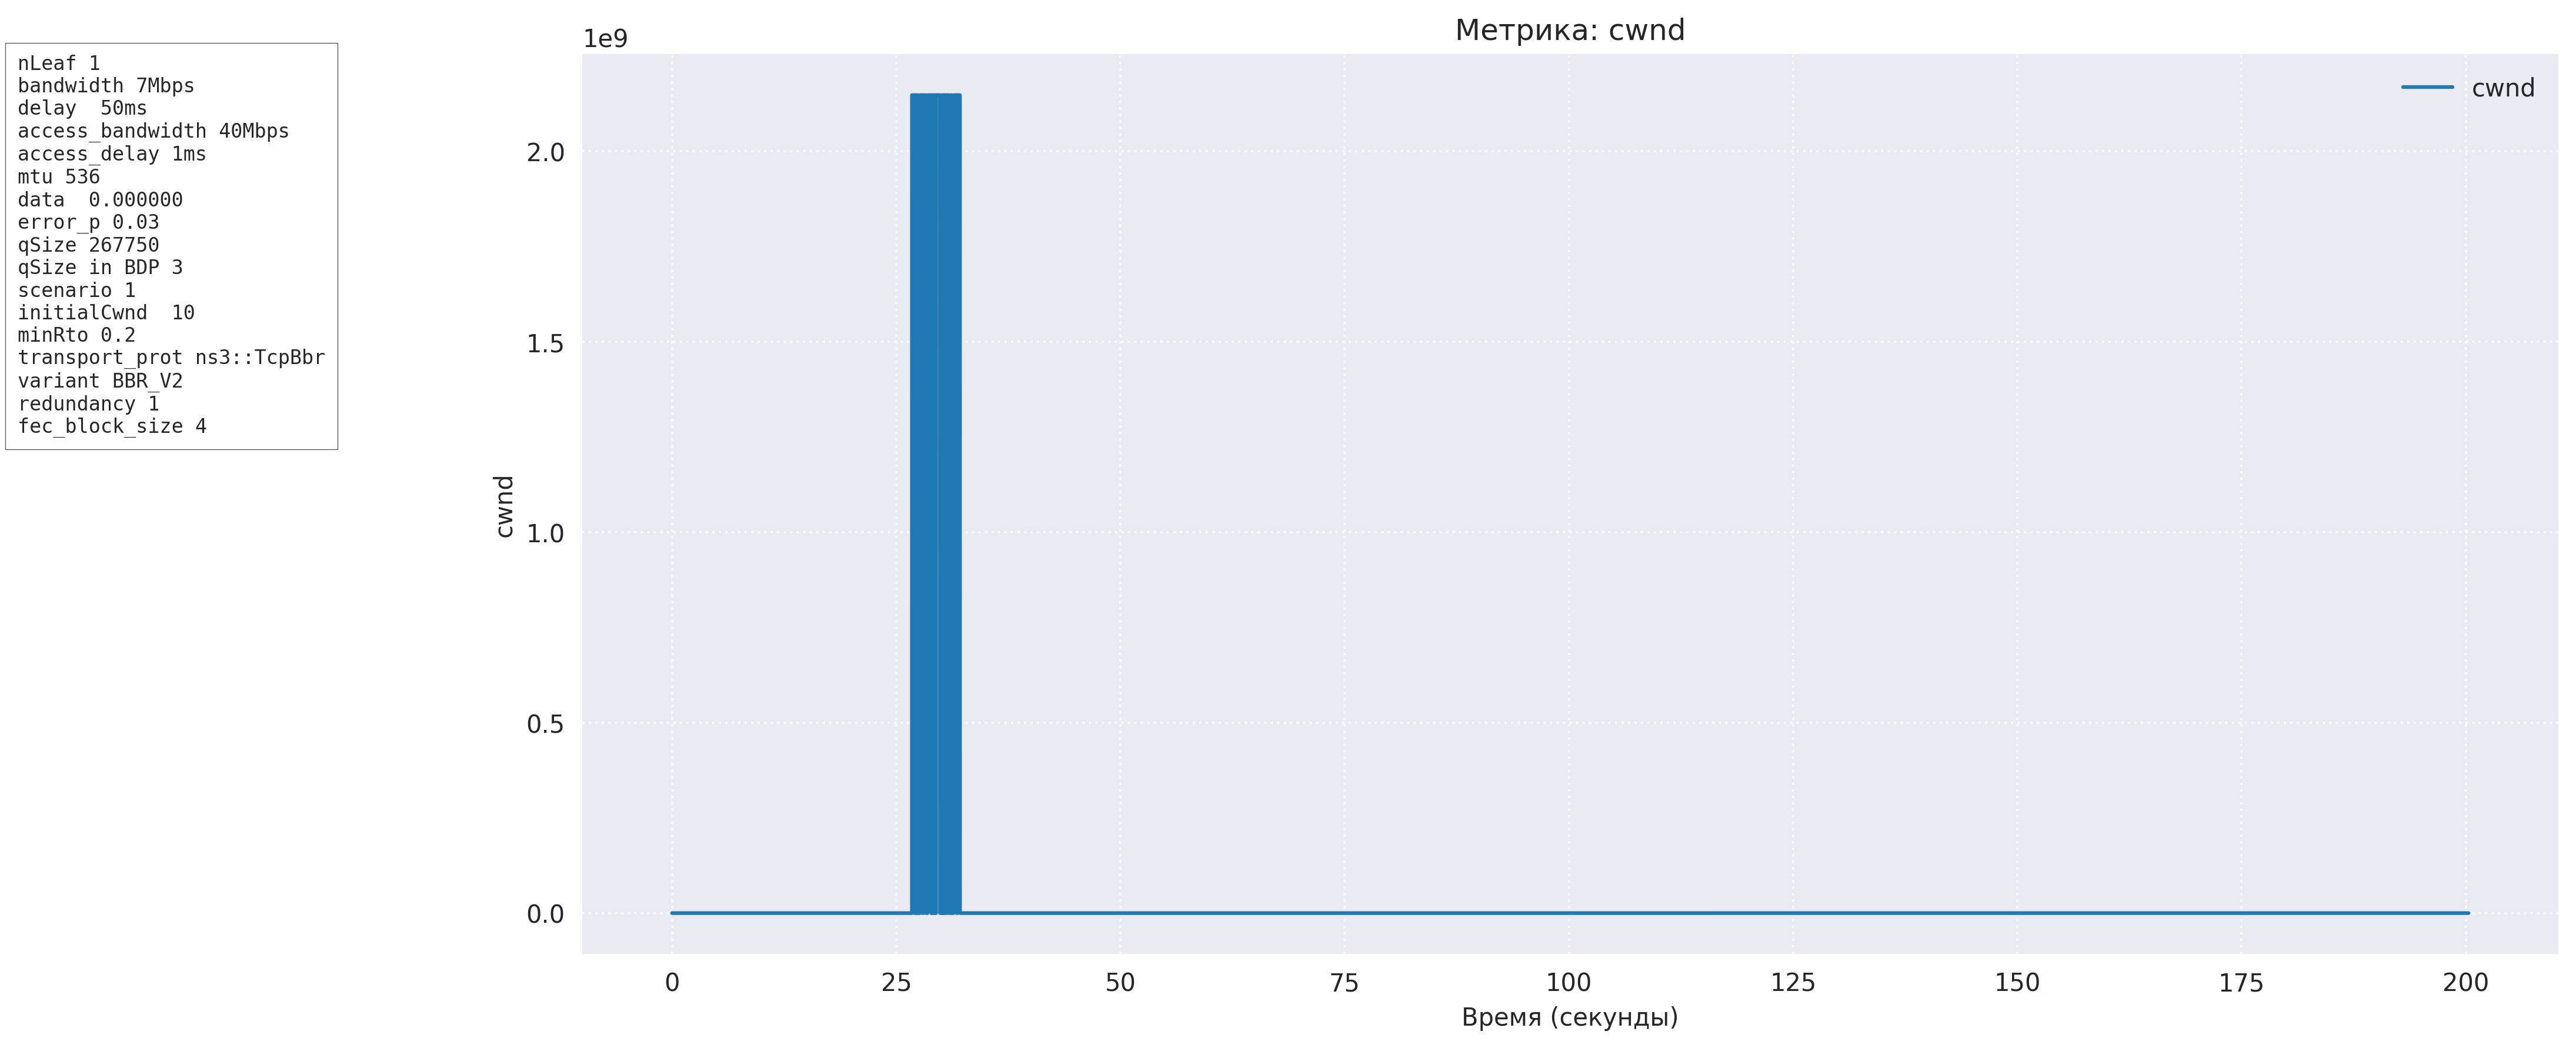 nLeaf 1
bandwidth 7Mbps
delay  50ms
access_bandwidth 40Mbps
access_delay 1ms
mtu 536
data  0.000000
error_p 0.03
qSize 267750
qSize in BDP 3
scenario 1
initialCwnd  10
minRto 0.2
transport_prot ns3::TcpBbr
variant BBR_V2
redundancy 1
fec_block_size 4
Метрика: cwnd
1e9
cwnd
2.0
1.5
1.0
0.5
0.0
cwnd
0 25 50 75 100 125 150 175 200
Время (секунды)